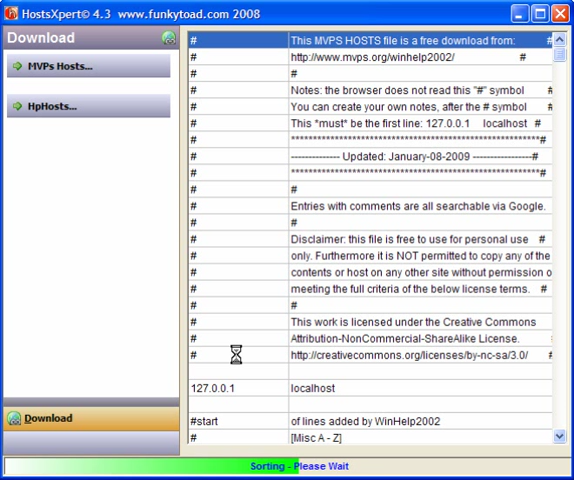 HostsXpert© 4.3 www.funkytoad.com 2008
Download
MVPs Hosts...
HpHosts...
# This MVPS HOSTS file is a free download from: #
# http://www.mvps.org/winhelp2002/ #
# #
# Notes: the browser does not read this "#" symbol #
# You can create your own notes, after the # symbol #
# This *must* be the first line: 127.0.0.1 localhost #
# ***********************************************************#
# -------------- Updated: January-08-2009 -----------------#
# ***********************************************************#
# #
# Entries with comments are all searchable via Google.
# #
# Disclaimer: this file is free to use for personal use #
# only. Furthermore it is NOT permitted to copy any of the
# contents or host on any other site without permission o
# meeting the full criteria of the below license terms. #
# #
# This work is licensed under the Creative Commons
# Attribution-NonCommercial-ShareAlike License.
# http://creativecommons.org/licenses/by-nc-sa/3.0/ #
127.0.0.1 localhost
#start of lines added by WinHelp2002
# [Misc A - Z]
Download
Sorting - Please Wait